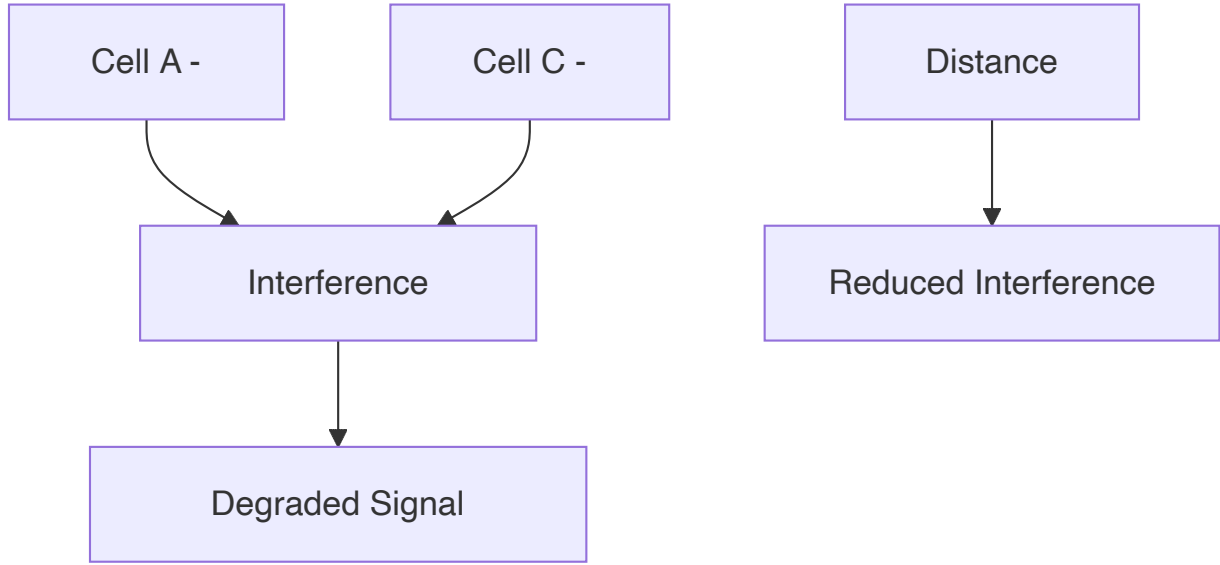 Cell A -
Cell C -
Distance
Interference
Reduced Interference
Degraded Signal